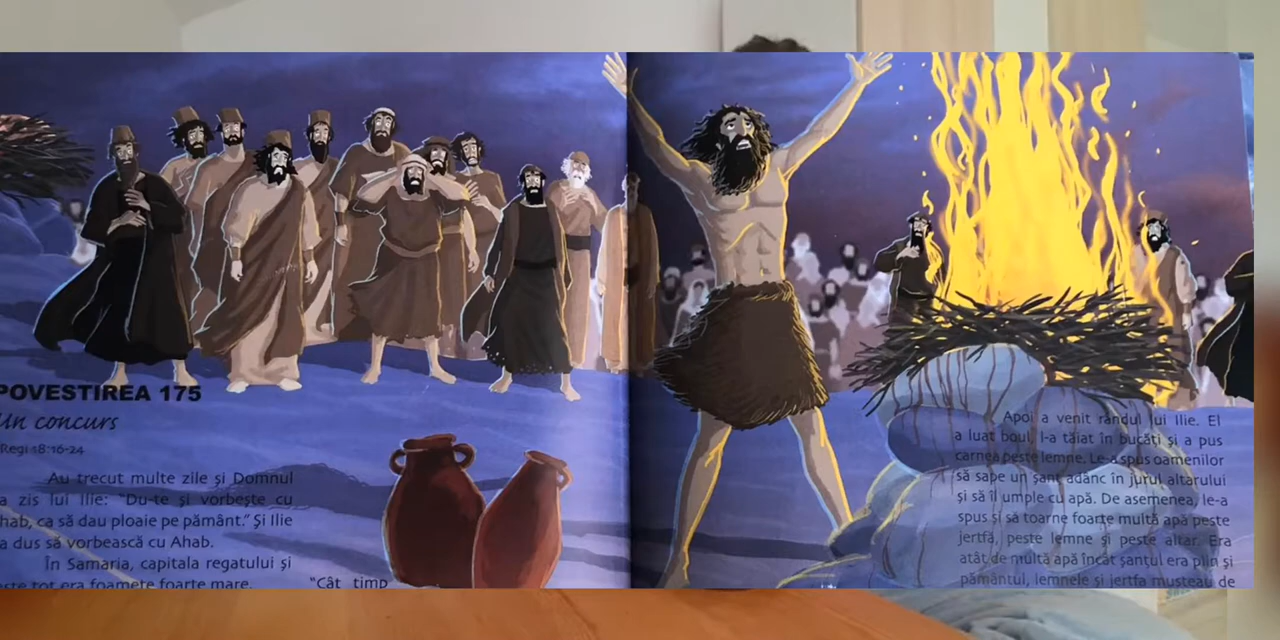 POVESTIREA 175
Un concurs
Regi 18:16-24
Au trecut multe zile și Domnul
a zis lui Ilie: "Du-te și vorbește cu
hab, ca să dau ploaie pe pământ." Și Ilie
a dus să vorbească cu Ahab.
În Samaria, capitala regatului și
este tot era foamete foarte mare.
"Cât timp
Apoi a venit rândul lui Ilie. El
a luat boul, l-a tăiat în bucăți și a pus
carnea peste lemne. Le-a spus oamenilor
să sape un șanț adânc în jurul altarului
și să îl umple cu apă. De asemenea, le-a
spus și să toarne foarte multă apă peste
jertfă, peste lemne și peste altar. Era
atât de multă apă încât șanțul era plin și
pământul, lemnele și jertfa musteau de